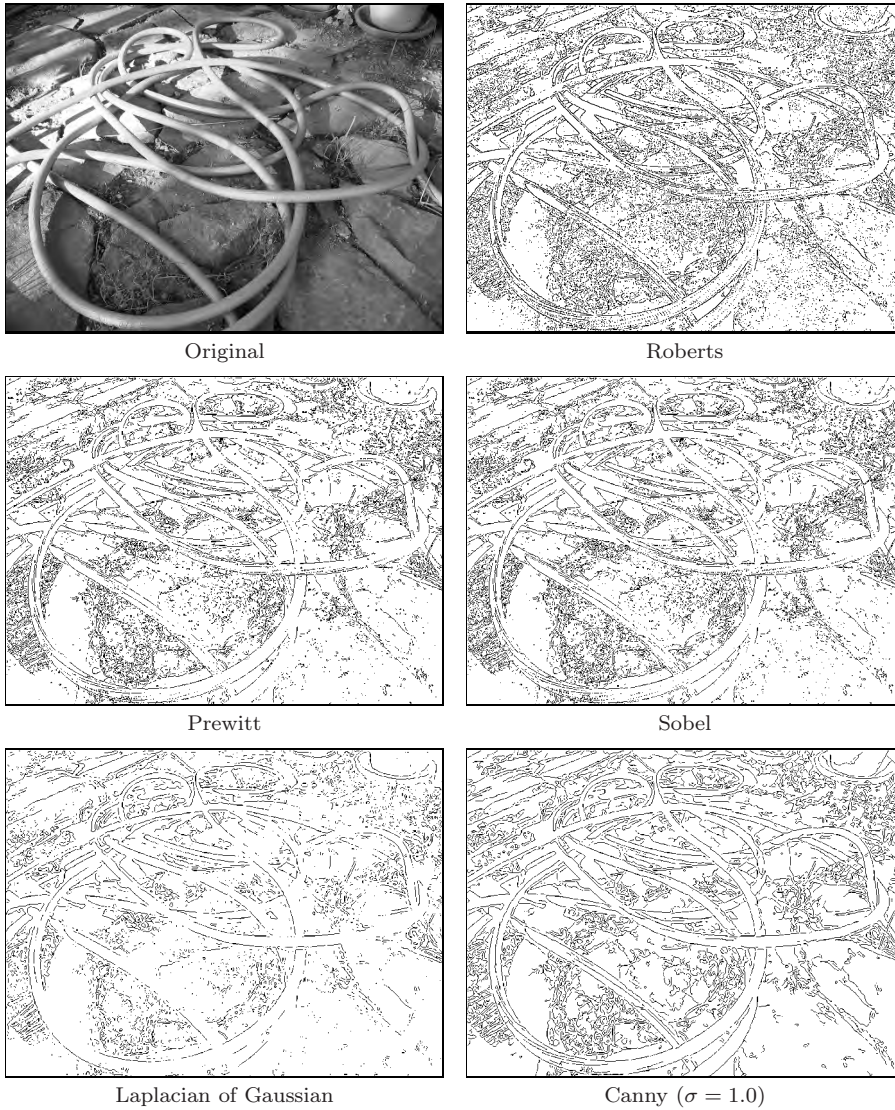 Original
Roberts
Prewitt
Sobel
Laplacian of Gaussian
Canny (σ = 1.0)